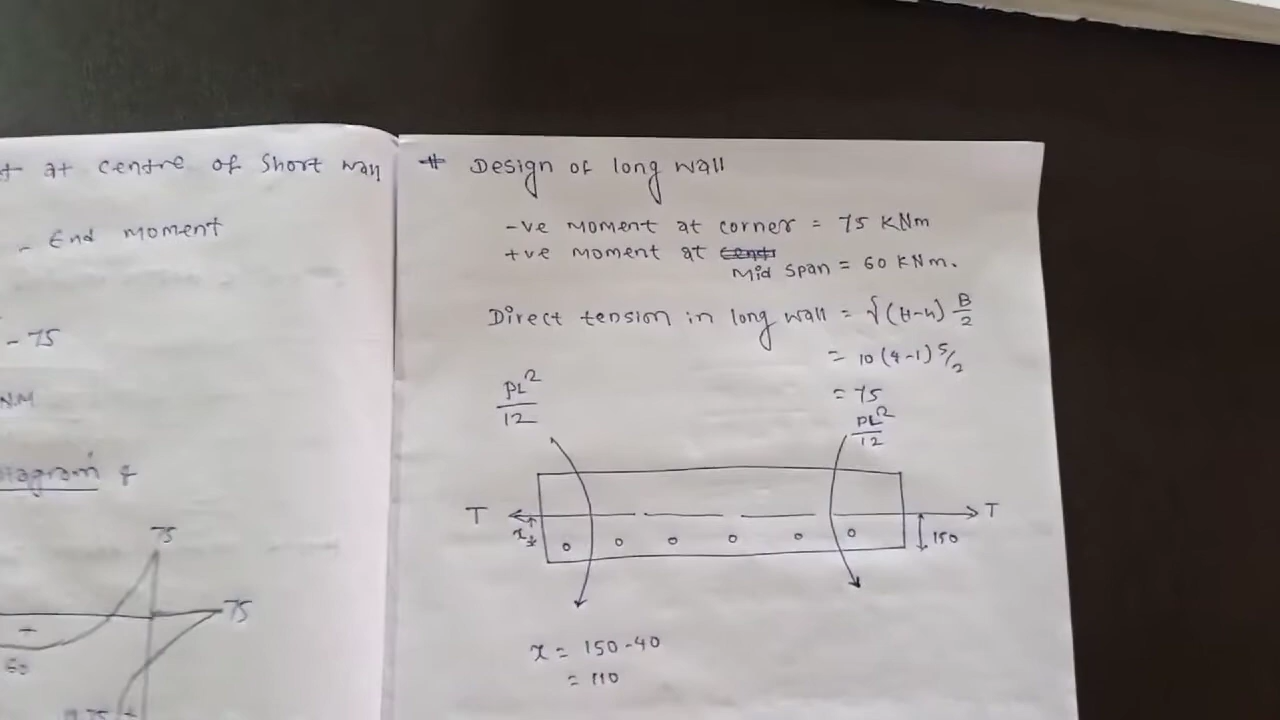 at centre of short wall
- End moment
- 75
N.M
Diagram
75
75
+
60
# Design of long wall
-ve moment at corner = 75 KNm
+ve moment at
Mid span = 60 KNm.
Direct tension in long wall = γ(H-h) B/2
= 10(4-1) 5/2
= 75
PL²/12
PL²/12
T
T
x
150
x = 150-40
= 110